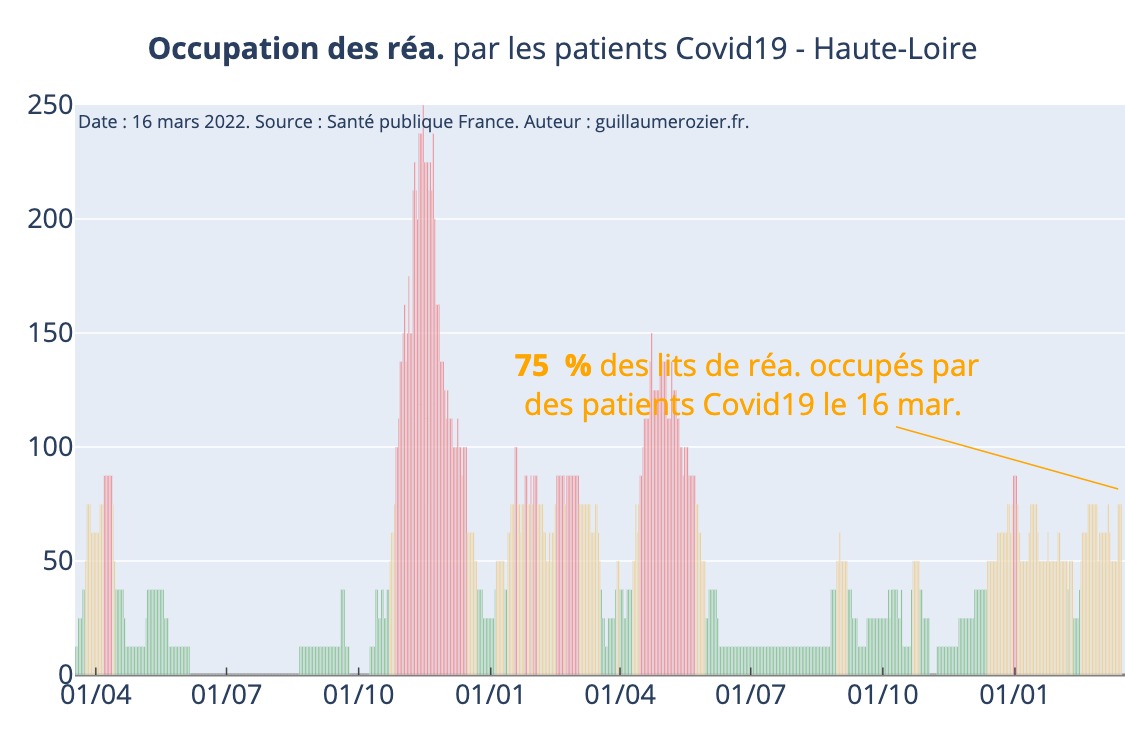 Occupation des réa. par les patients Covid19 - Haute-Loire
250
Date : 16 mars 2022. Source : Santé publique France. Auteur : guillaumerozier.fr.
200
150
75 % des lits de réa. occupés par
des patients Covid19 le 16 mar.
100
50
0
01/04 01/07 01/10 01/01 01/04 01/07 01/10 01/01